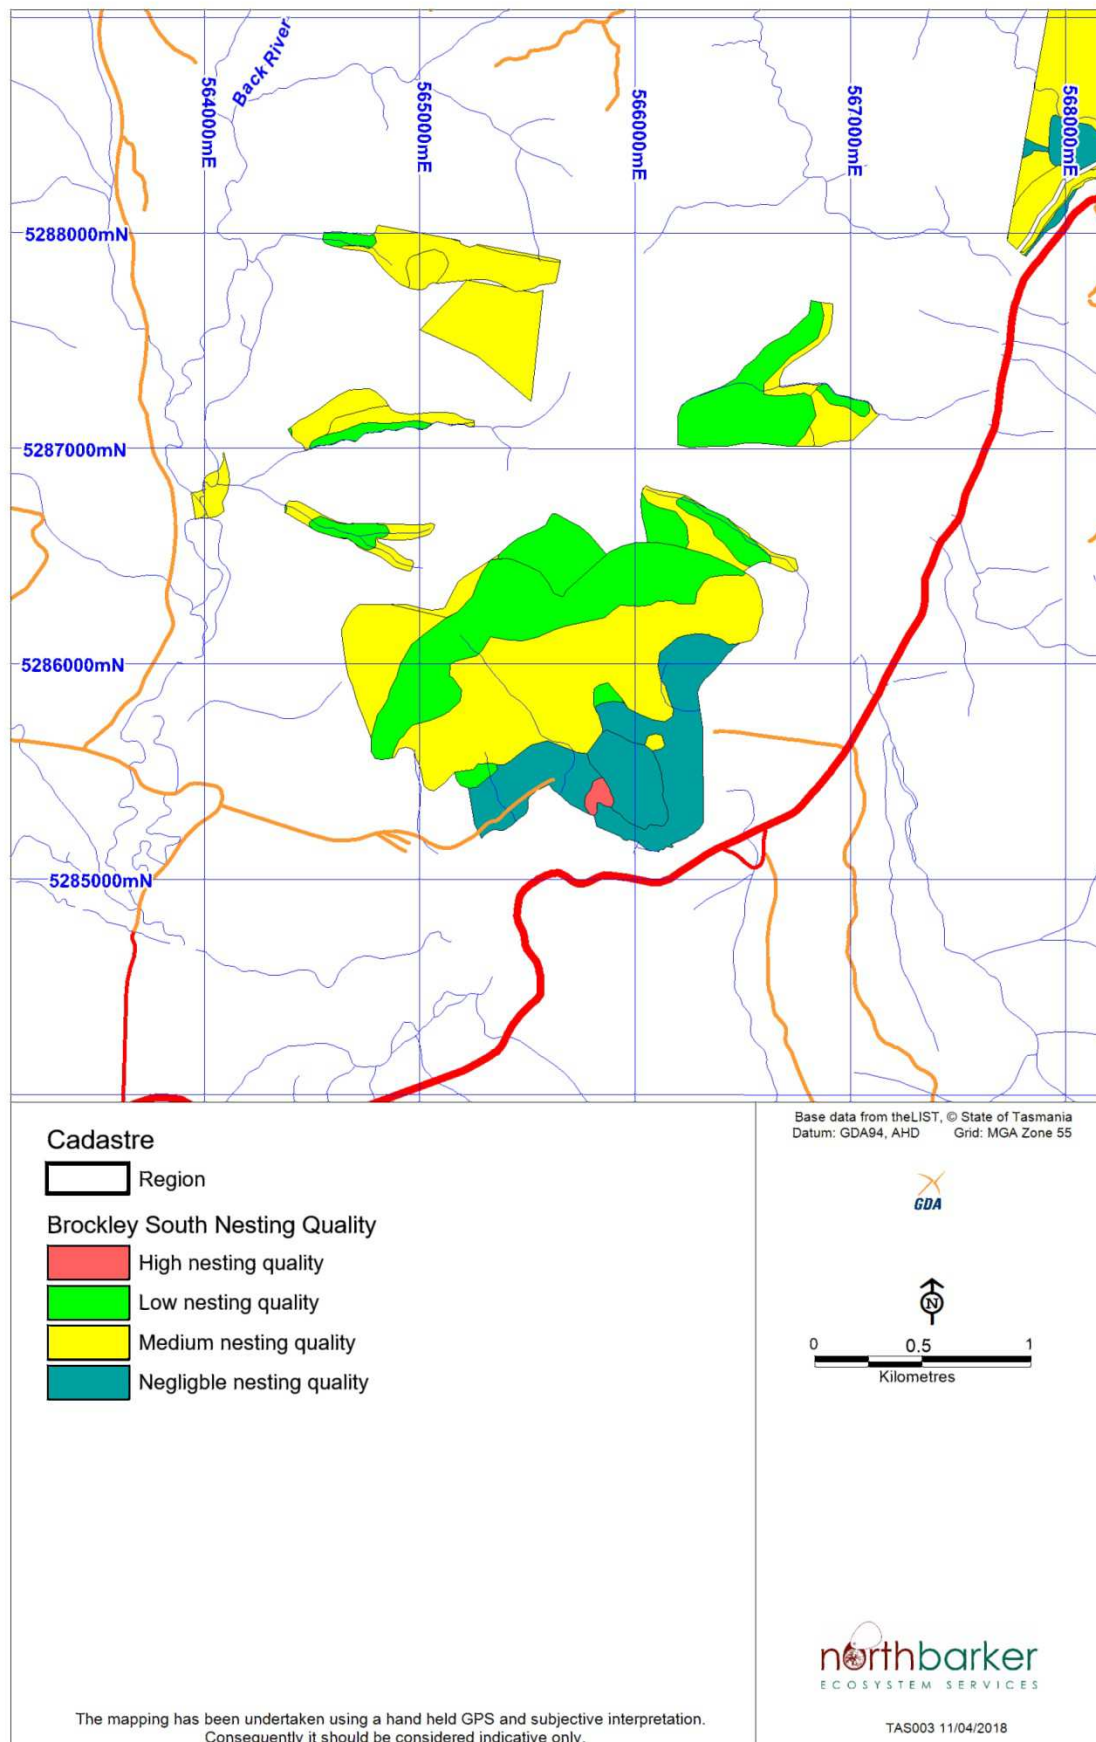 Back River
564000mE
565000mE
566000mE
567000mE
568000mE
5288000mN
5287000mN
5286000mN
5285000mN
Cadastre
Region
Brockley South Nesting Quality
High nesting quality
Low nesting quality
Medium nesting quality
Negligble nesting quality
The mapping has been undertaken using a hand held GPS and subjective interpretation.
Consequently it should be considered indicative only.
Base data from theLIST, © State of Tasmania
Datum: GDA94, AHD Grid: MGA Zone 55
GDA
N
0 0.5 1
Kilometres
northbarker
ECOSYSTEM SERVICES
TAS003 11/04/2018